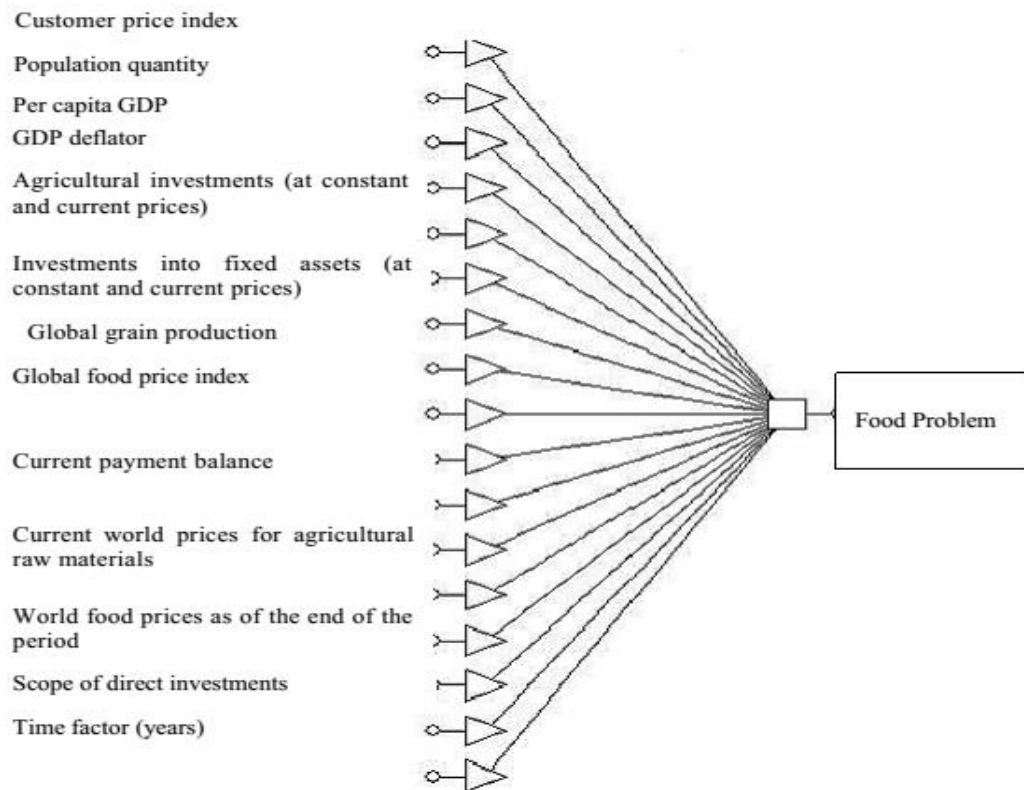 Customer price index
Population quantity
Per capita GDP
GDP deflator
Agricultural investments (at constant
and current prices)
Investments into fixed assets (at
constant and current prices)
Global grain production
Global food price index
Food Problem
Current payment balance
Current world prices for agricultural
raw materials
World food prices as of the end of the
period
Scope of direct investments
Time factor (years)